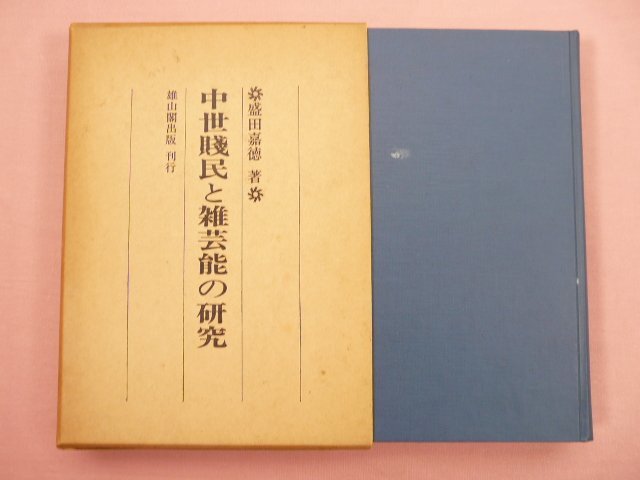 盛田嘉徳 著
中世賤民と雑芸能の研究
雄山閣出版 刊行